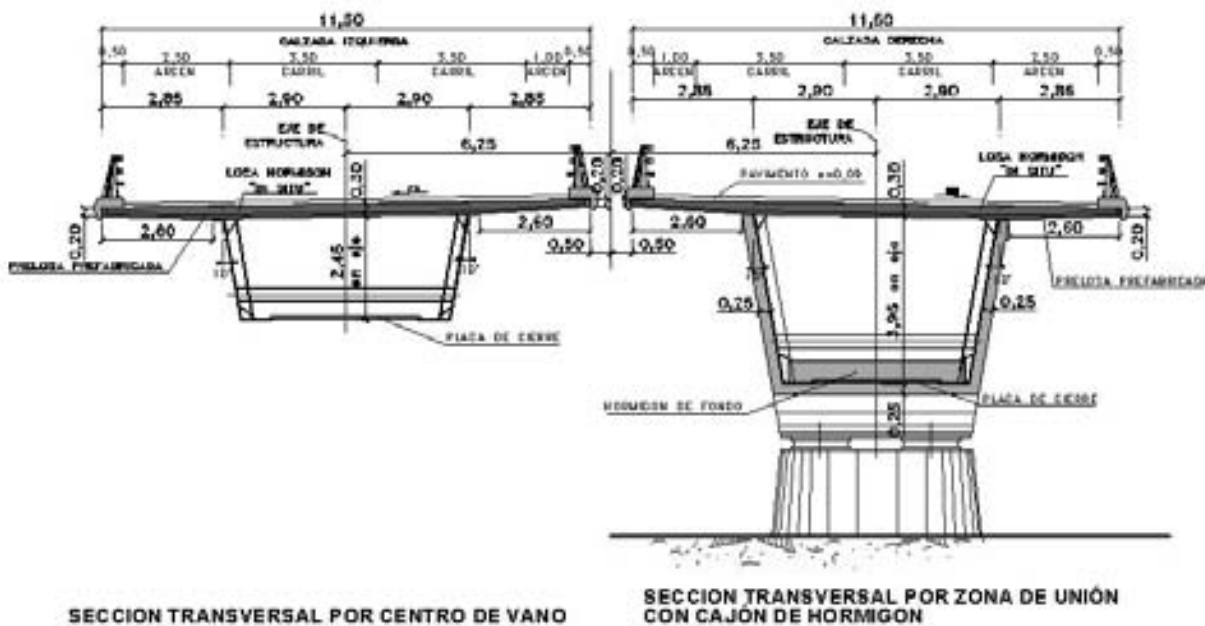 11,50
CALZADA IZQUIERDA
0,50 2,50 3,50 3,50 1,00 0,50
ARCEN CARRIL CARRIL ARCEN
2,85 2,90 2,90 2,85
EJE DE
ESTRUCTURA
6,25
LOSA HORMIGON
"IN SITU"
0,30
0,20
2,60
2,60
0,20
0,50
PRELOSA PREFABRICADA
2,45
en eje
PLACA DE CIERRE
SECCION TRANSVERSAL POR CENTRO DE VANO
11,50
CALZADA DERECHA
0,50 1,00 3,50 3,50 2,50 0,50
ARCEN CARRIL CARRIL ARCEN
2,85 2,90 2,90 2,85
EJE DE
ESTRUCTURA
6,25
LOSA HORMIGON
"IN SITU"
PAVIMENTO e=0,09
0,30
0,20
2,60
2,60
0,20
0,50
PRELOSA PREFABRICADA
0,25
0,25
3,95 en eje
HORMIGON DE FONDO
PLACA DE CIERRE
0,25
SECCION TRANSVERSAL POR ZONA DE UNIÓN
CON CAJÓN DE HORMIGON